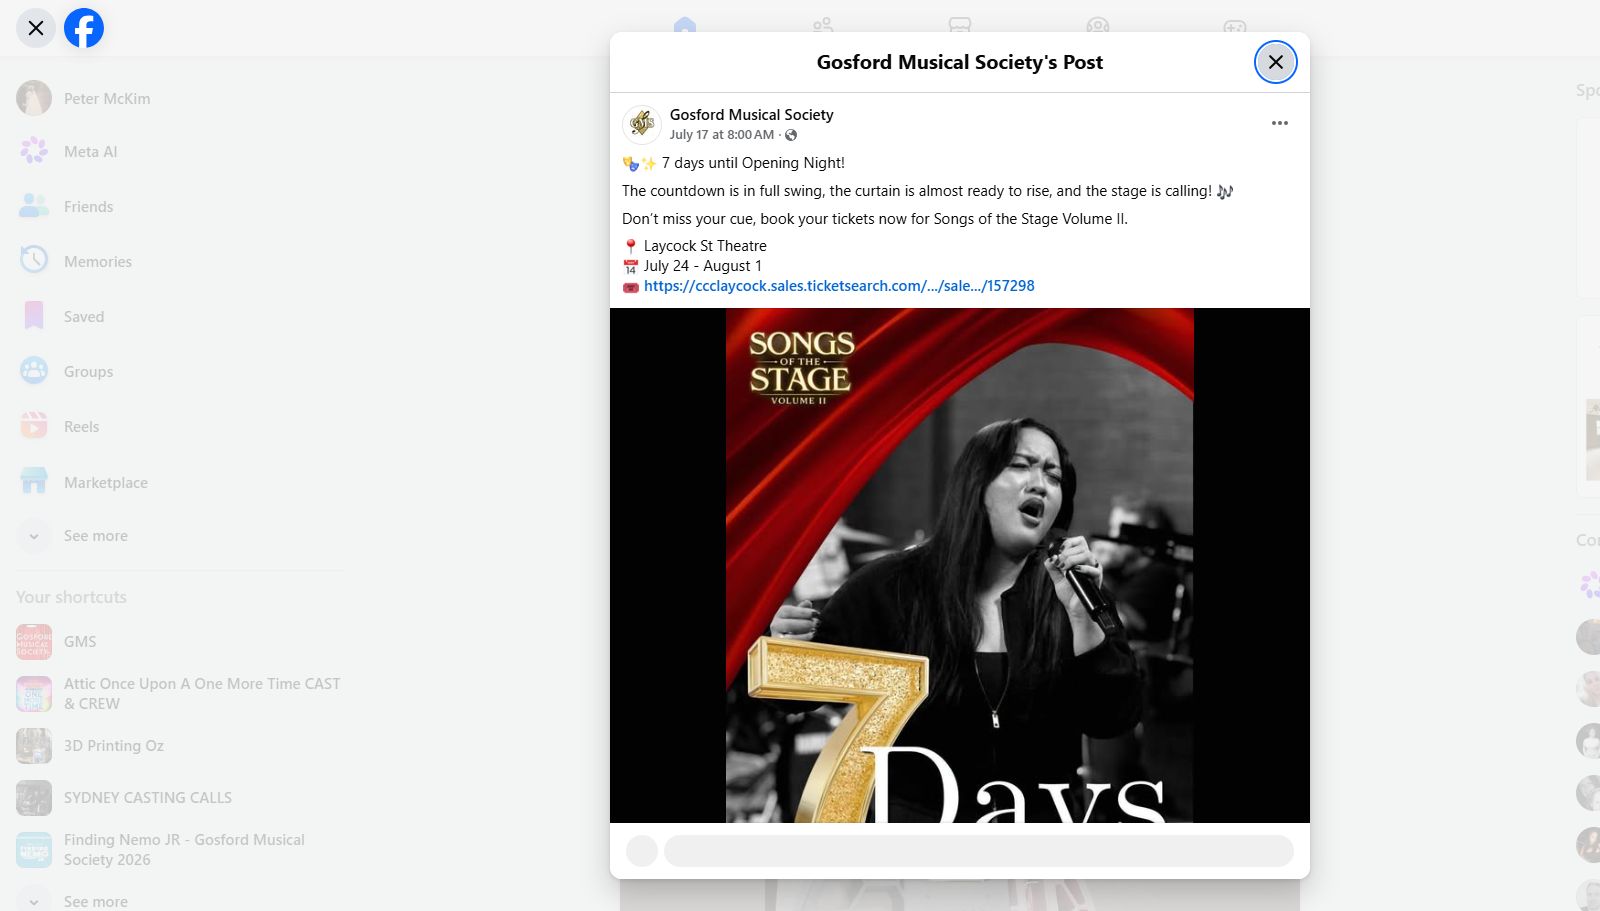 Gosford Musical Society's Post
Gosford Musical Society
July 17 at 8:00 AM ·
7 days until Opening Night!
The countdown is in full swing, the curtain is almost ready to rise, and the stage is calling!
Don't miss your cue, book your tickets now for Songs of the Stage Volume II.
Laycock St Theatre
July 24 - August 1
https://ccclaycock.sales.ticketsearch.com/.../sale.../157298
SONGS
OF THE
STAGE
VOLUME II
7
Days
Peter McKim
Meta AI
Friends
Memories
Saved
Groups
Reels
Marketplace
See more
Your shortcuts
GMS
Attic Once Upon A One More Time CAST
& CREW
3D Printing Oz
SYDNEY CASTING CALLS
Finding Nemo JR - Gosford Musical
Society 2026
See more